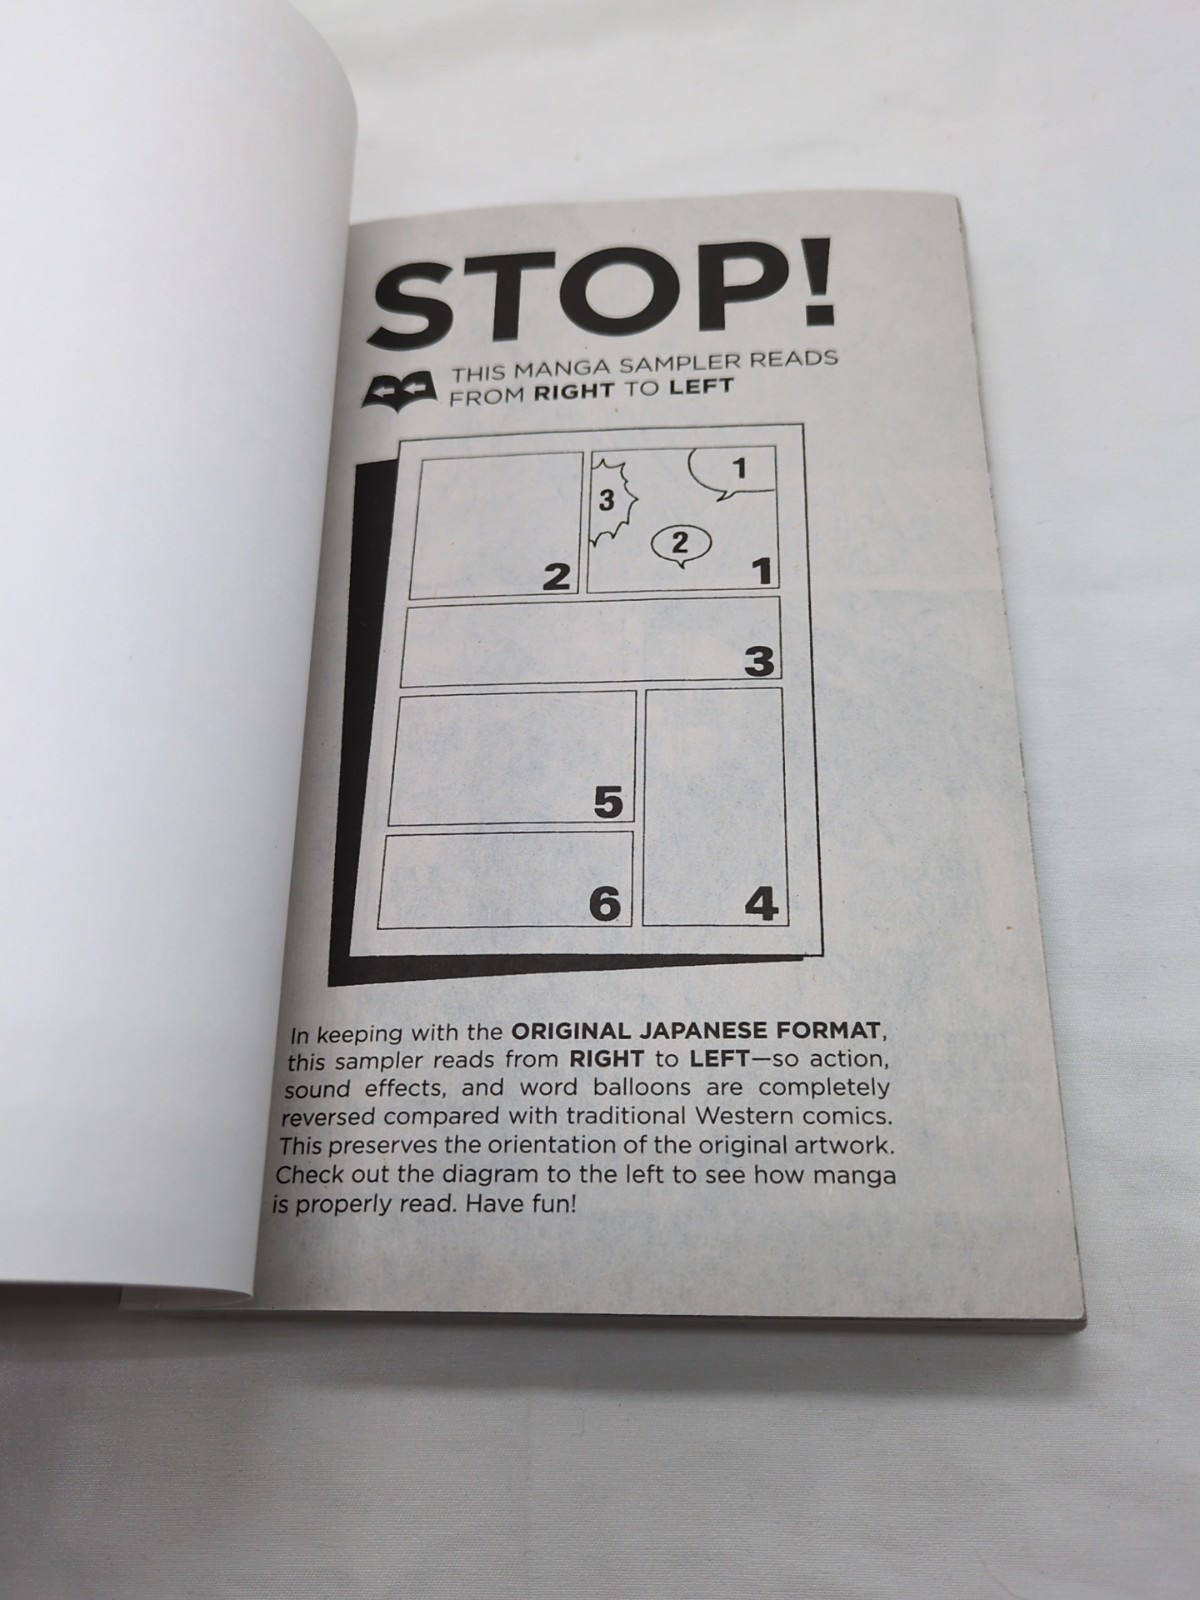 STOP!
THIS MANGA SAMPLER READS
FROM RIGHT TO LEFT
1
3
2
2
1
3
5
6
4
In keeping with the ORIGINAL JAPANESE FORMAT,
this sampler reads from RIGHT to LEFT—so action,
sound effects, and word balloons are completely
reversed compared with traditional Western comics.
This preserves the orientation of the original artwork.
Check out the diagram to the left to see how manga
is properly read. Have fun!